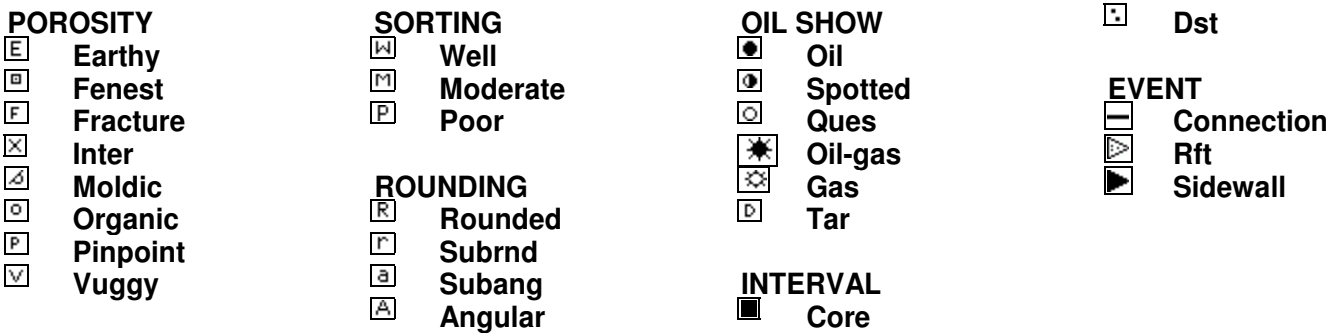 POROSITY
E Earthy
Fenest
F Fracture
Inter
Moldic
Organic
P Pinpoint
V Vuggy
SORTING
W Well
M Moderate
P Poor
ROUNDING
R Rounded
r Subrnd
a Subang
A Angular
OIL SHOW
Oil
Spotted
Ques
Oil-gas
Gas
D Tar
INTERVAL
Core
Dst
EVENT
Connection
Rft
Sidewall